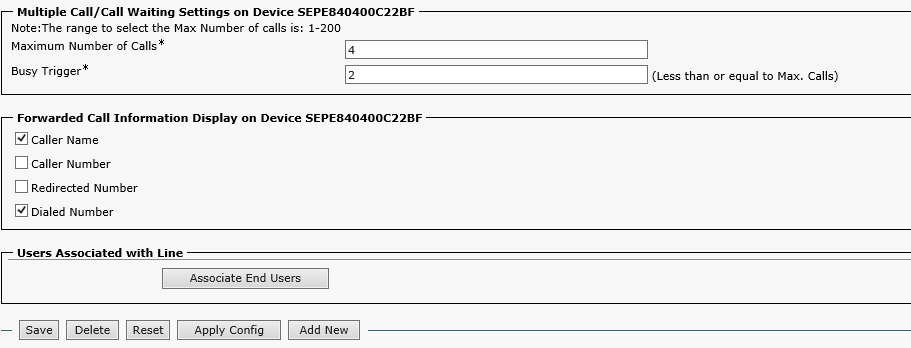 Multiple Call/Call Waiting Settings on Device SEPE840400C22BF
Note:The range to select the Max Number of calls is: 1-200
Maximum Number of Calls* 4
Busy Trigger* 2 (Less than or equal to Max. Calls)
Forwarded Call Information Display on Device SEPE840400C22BF
Caller Name
Caller Number
Redirected Number
Dialed Number
Users Associated with Line
Associate End Users
Save Delete Reset Apply Config Add New